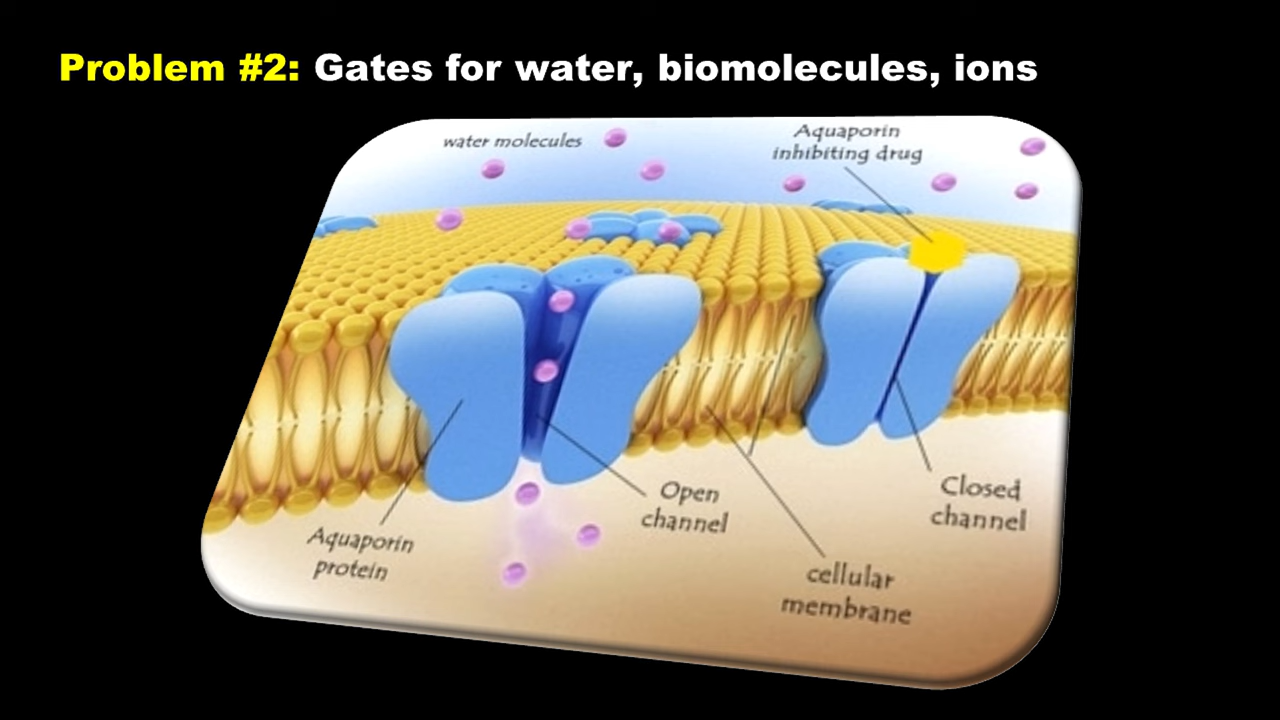 Problem #2: Gates for water, biomolecules, ions
water molecules
Aquaporin
inhibiting drug
Open
channel
Closed
channel
Aquaporin
protein
cellular
membrane